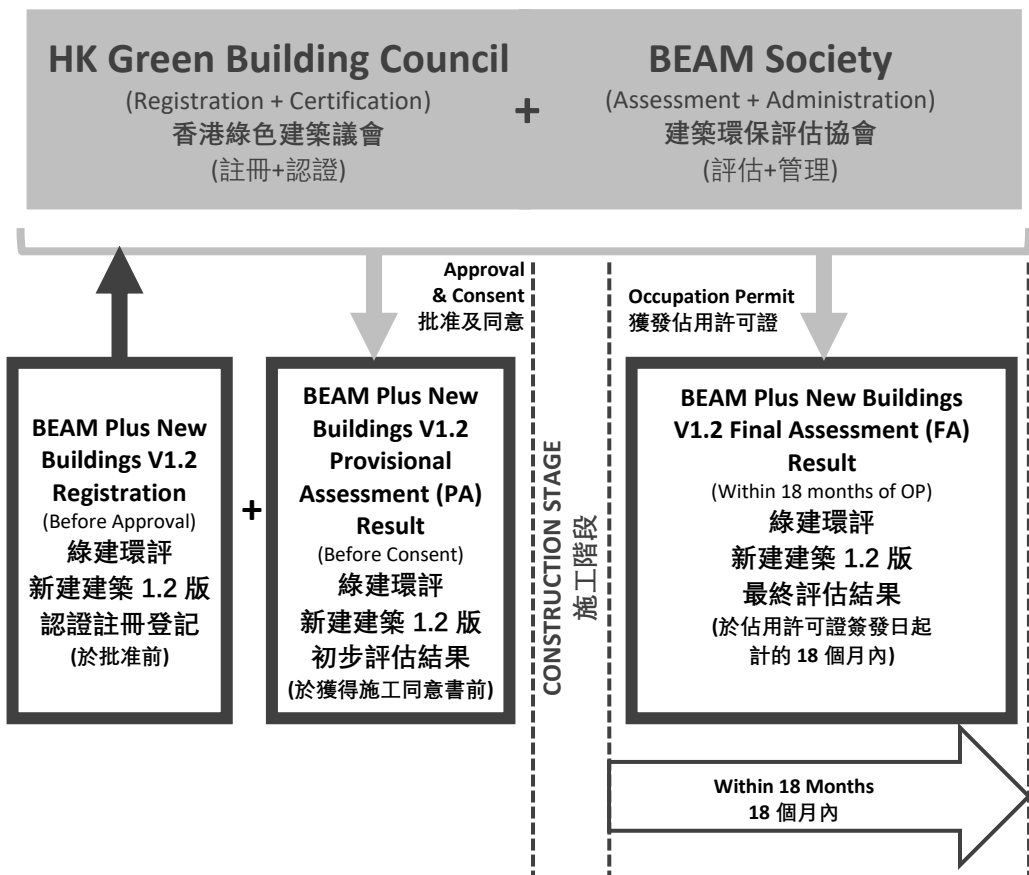 HK Green Building Council
(Registration + Certification)
香港綠色建築議會
(註冊+認證)
+
BEAM Society
(Assessment + Administration)
建築環保評估協會
(評估+管理)
Approval
& Consent
批准及同意
Occupation Permit
獲發佔用許可證
BEAM Plus New
Buildings V1.2
Registration
(Before Approval)
綠建環評
新建建築 1.2 版
認證註冊登記
(於批准前)
+
BEAM Plus New
Buildings V1.2
Provisional
Assessment (PA)
Result
(Before Consent)
綠建環評
新建建築 1.2 版
初步評估結果
(於獲得施工同意書前)
CONSTRUCTION STAGE
施工階段
BEAM Plus New Buildings
V1.2 Final Assessment (FA)
Result
(Within 18 months of OP)
綠建環評
新建建築 1.2 版
最終評估結果
(於佔用許可證簽發日起
計的 18 個月內)
Within 18 Months
18 個月內